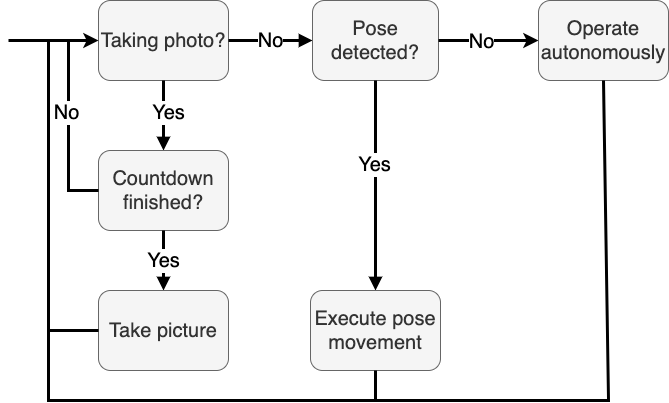 Taking photo?
No
Pose
detected?
No
Operate
autonomously
No
Yes
Countdown
finished?
Yes
Yes
Take picture
Execute pose
movement